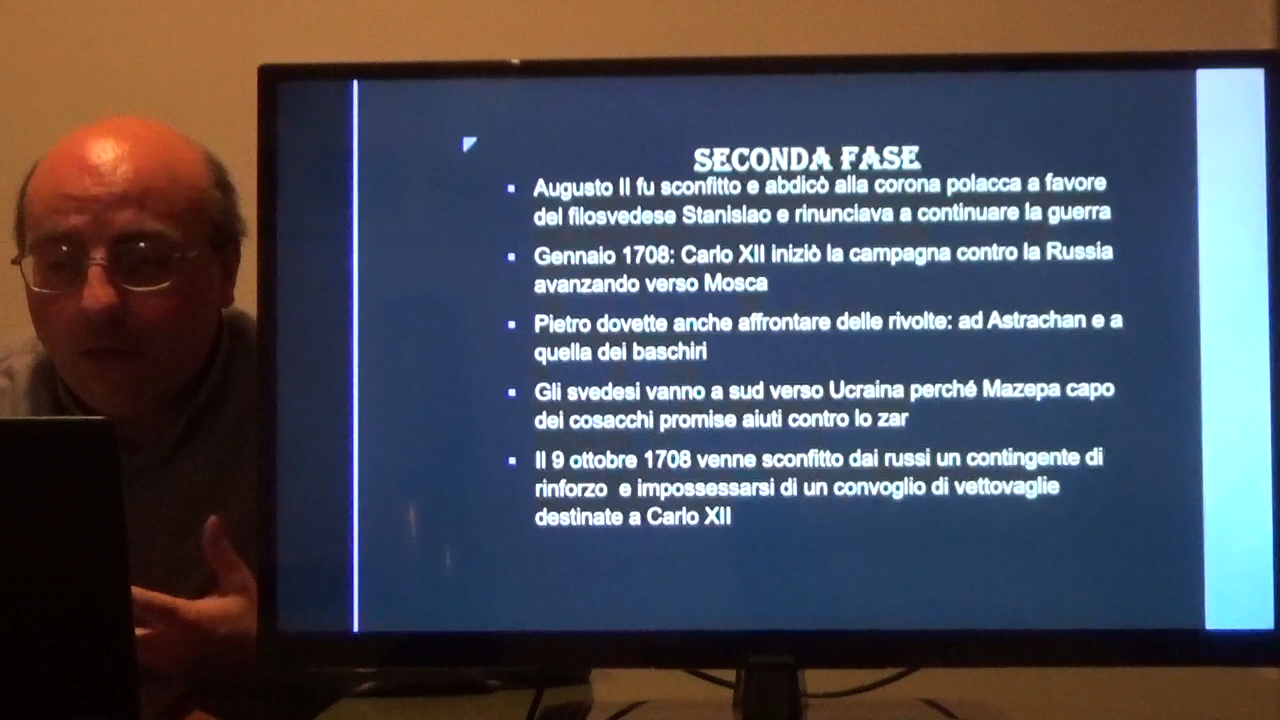 SECONDA FASE
Augusto II fu sconfitto e abdicò alla corona polacca a favore
del filosvedese Stanislao e rinunciava a continuare la guerra
Gennaio 1708: Carlo XII iniziò la campagna contro la Russia
avanzando verso Mosca
Pietro dovette anche affrontare delle rivolte: ad Astrachan e a
quella dei baschiri
Gli svedesi vanno a sud verso Ucraina perché Mazepa capo
dei cosacchi promise aiuti contro lo zar
Il 9 ottobre 1708 venne sconfitto dai russi un contingente di
rinforzo e impossessarsi di un convoglio di vettovaglie
destinate a Carlo XII